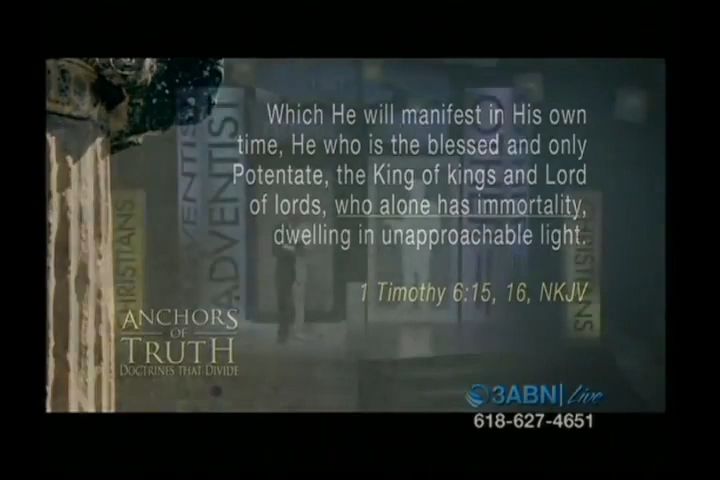 Which He will manifest in His own
time, He who is the blessed and only
Potentate, the King of kings and Lord
of lords, who alone has immortality,
dwelling in unapproachable light.
1 Timothy 6:15, 16, NKJV
ADVENTIST
CHRISTIANS
ANCHORS
OF
TRUTH
DOCTRINES THAT DIVIDE
3ABN Live
618-627-4651